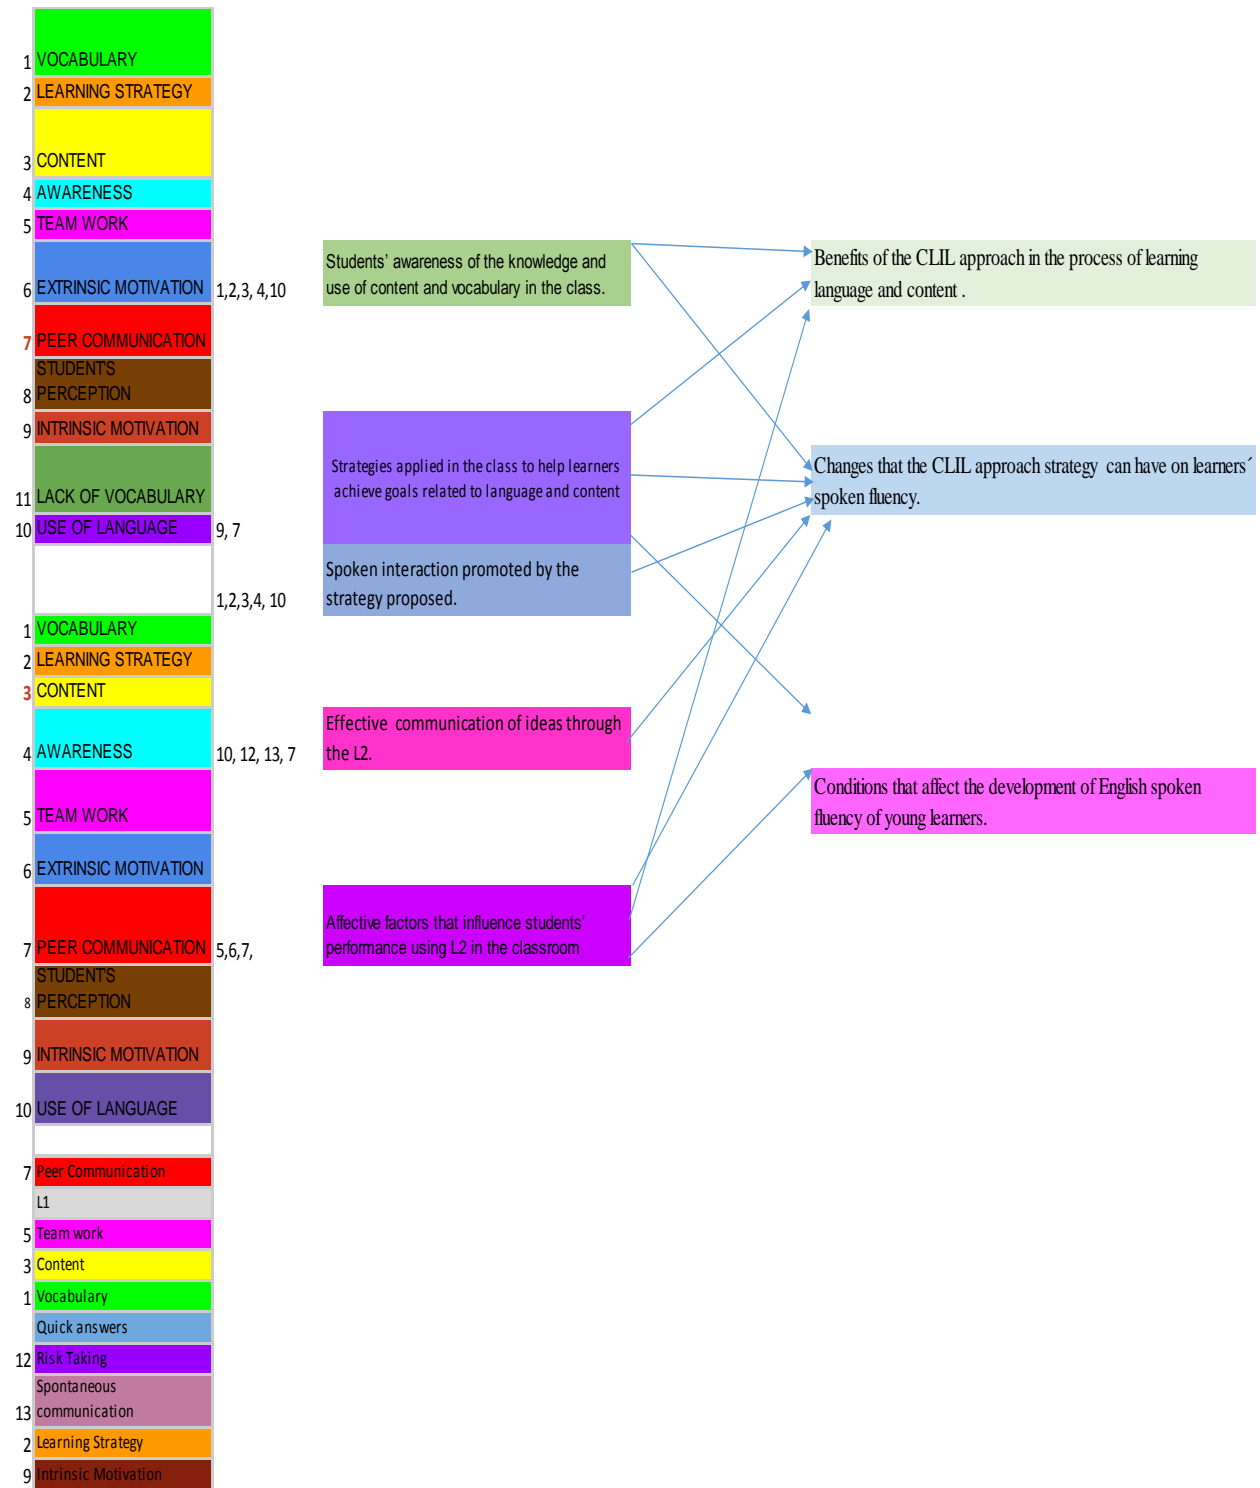 1 VOCABULARY
2 LEARNING STRATEGY
3 CONTENT
4 AWARENESS
5 TEAM WORK
6 EXTRINSIC MOTIVATION 1,2,3, 4,10
7 PEER COMMUNICATION
STUDENT'S
8 PERCEPTION
9 INTRINSIC MOTIVATION
11 LACK OF VOCABULARY
10 USE OF LANGUAGE 9, 7
1,2,3,4, 10
1 VOCABULARY
2 LEARNING STRATEGY
3 CONTENT
4 AWARENESS 10, 12, 13, 7
5 TEAM WORK
6 EXTRINSIC MOTIVATION
7 PEER COMMUNICATION 5,6,7,
STUDENT'S
8 PERCEPTION
9 INTRINSIC MOTIVATION
10 USE OF LANGUAGE
7 Peer Communication
L1
5 Team work
3 Content
1 Vocabulary
Quick answers
12 Risk Taking
Spontaneous
13 communication
2 Learning Strategy
9 Intrinsic Motivation
Students' awareness of the knowledge and
use of content and vocabulary in the class.
Strategies applied in the class to help learners
achieve goals related to language and content
Spoken interaction promoted by the
strategy proposed.
Effective communication of ideas through
the L2.
Affective factors that influence students'
performance using L2 in the classroom
Benefits of the CLIL approach in the process of learning
language and content .
Changes that the CLIL approach strategy can have on learners´
spoken fluency.
Conditions that affect the development of English spoken
fluency of young learners.